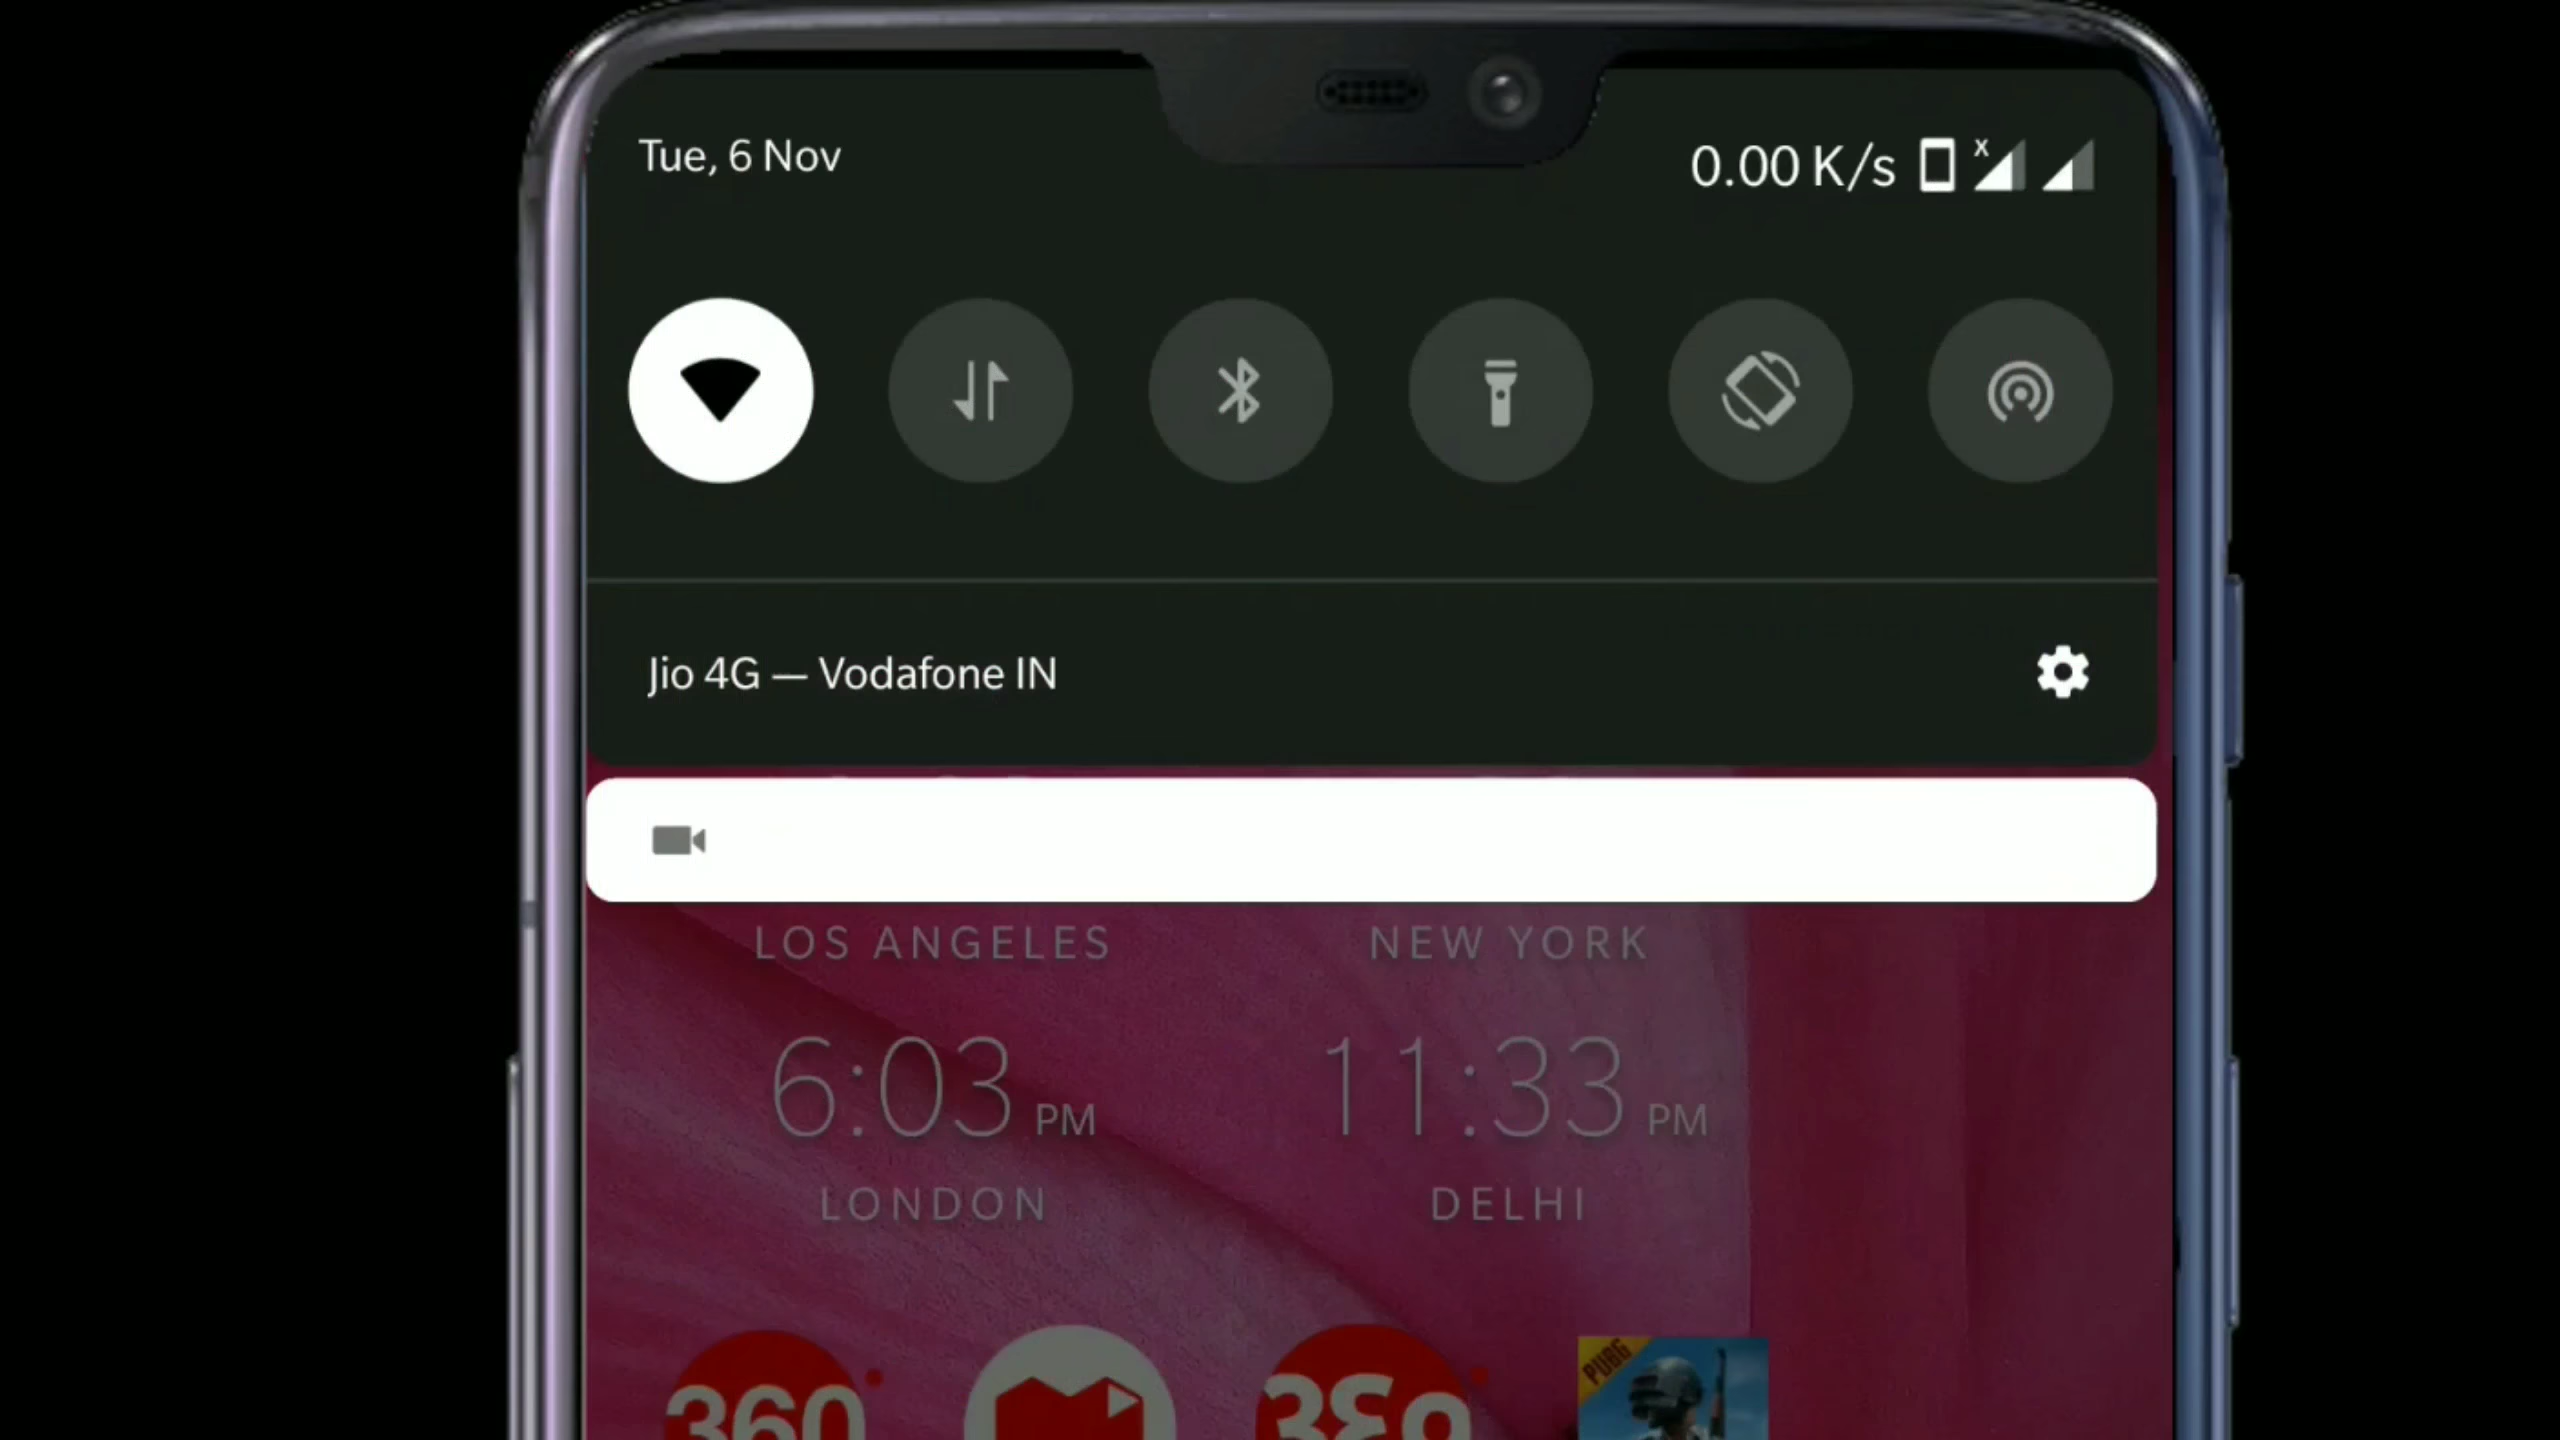 Tue, 6 Nov
0.00 K/s
Jio 4G — Vodafone IN
LOS ANGELES
NEW YORK
6:03 PM
11:33 PM
LONDON
DELHI
360
PUBG